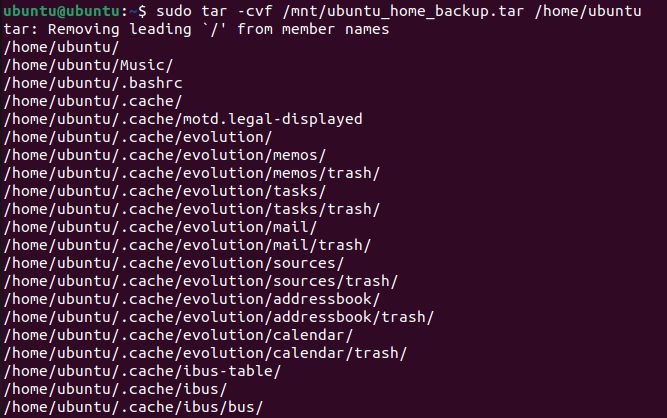 ubuntu@ubuntu:~$ sudo tar -cvf /mnt/ubuntu_home_backup.tar /home/ubuntu
tar: Removing leading `/' from member names
/home/ubuntu/
/home/ubuntu/Music/
/home/ubuntu/.bashrc
/home/ubuntu/.cache/
/home/ubuntu/.cache/motd.legal-displayed
/home/ubuntu/.cache/evolution/
/home/ubuntu/.cache/evolution/memos/
/home/ubuntu/.cache/evolution/memos/trash/
/home/ubuntu/.cache/evolution/tasks/
/home/ubuntu/.cache/evolution/tasks/trash/
/home/ubuntu/.cache/evolution/mail/
/home/ubuntu/.cache/evolution/mail/trash/
/home/ubuntu/.cache/evolution/sources/
/home/ubuntu/.cache/evolution/sources/trash/
/home/ubuntu/.cache/evolution/addressbook/
/home/ubuntu/.cache/evolution/addressbook/trash/
/home/ubuntu/.cache/evolution/calendar/
/home/ubuntu/.cache/evolution/calendar/trash/
/home/ubuntu/.cache/ibus-table/
/home/ubuntu/.cache/ibus/
/home/ubuntu/.cache/ibus/bus/